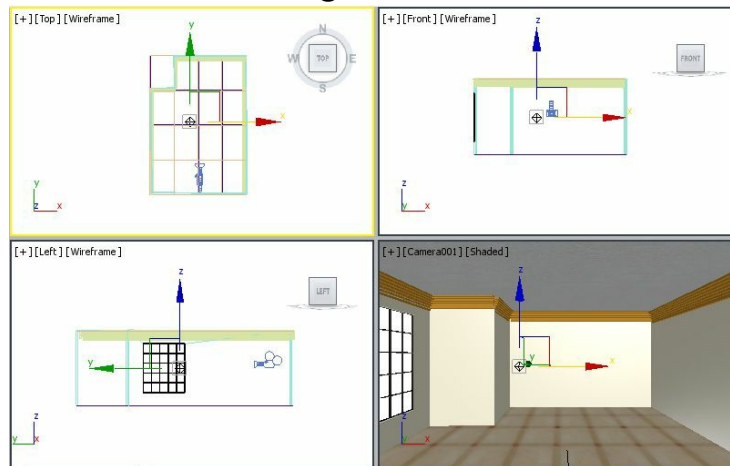 [+] [Top] [Wireframe]
y
N
W
TOP
E
S
x
y
z
x
[+] [Front] [Wireframe]
z
FRONT
x
z
y
x
[+] [Left] [Wireframe]
z
LEFT
y
z
y
x
[+] [Camera001] [Shaded]
z
y
x
z
x